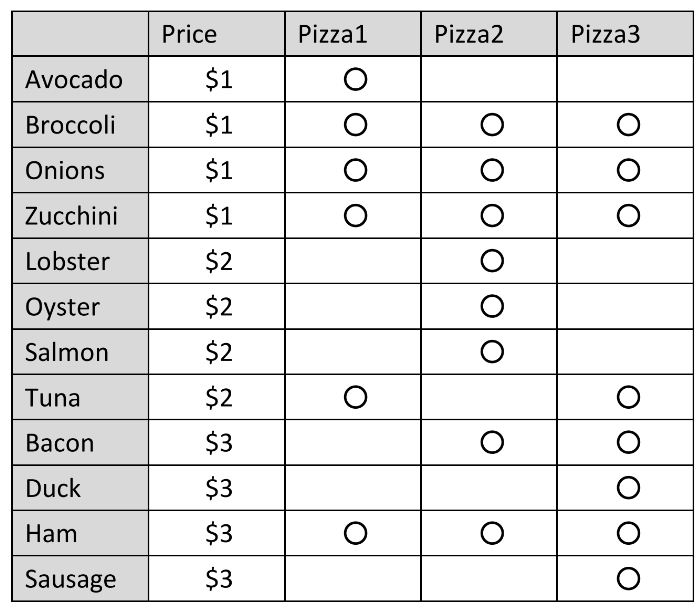 Price Pizza1 Pizza2 Pizza3
Avocado $1 ○
Broccoli $1 ○ ○ ○
Onions $1 ○ ○ ○
Zucchini $1 ○ ○ ○
Lobster $2 ○
Oyster $2 ○
Salmon $2 ○
Tuna $2 ○ ○
Bacon $3 ○ ○
Duck $3 ○
Ham $3 ○ ○ ○
Sausage $3 ○